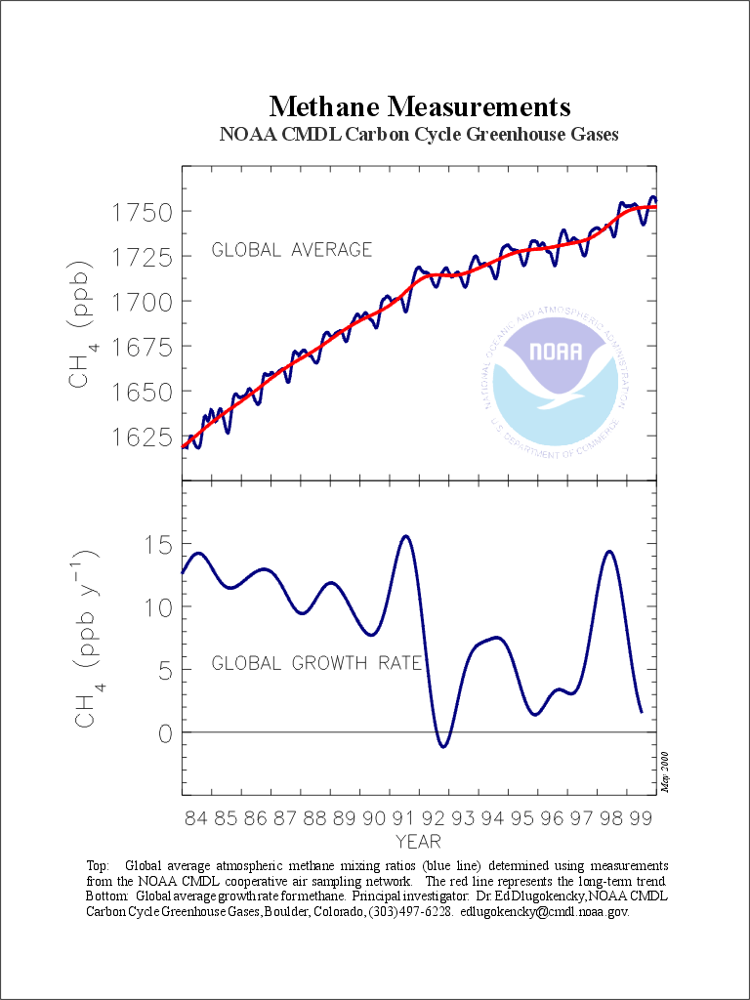 Methane Measurements
NOAA CMDL Carbon Cycle Greenhouse Gases
1750
1725
1700
1675
1650
1625
CH4 (ppb)
GLOBAL AVERAGE
NATIONAL OCEANIC AND ATMOSPHERIC ADMINISTRATION
NOAA
U.S. DEPARTMENT OF COMMERCE
15
10
5
0
CH4 (ppb y−1)
GLOBAL GROWTH RATE
May 2000
84 85 86 87 88 89 90 91 92 93 94 95 96 97 98 99
YEAR
Top: Global average atmospheric methane mixing ratios (blue line) determined using measurements
from the NOAA CMDL cooperative air sampling network. The red line represents the long-term trend.
Bottom: Global average growth rate for methane. Principal investigator: Dr. Ed Dlugokencky, NOAA CMDL
Carbon Cycle Greenhouse Gases, Boulder, Colorado, (303) 497-6228. edlugokencky@cmdl.noaa.gov.